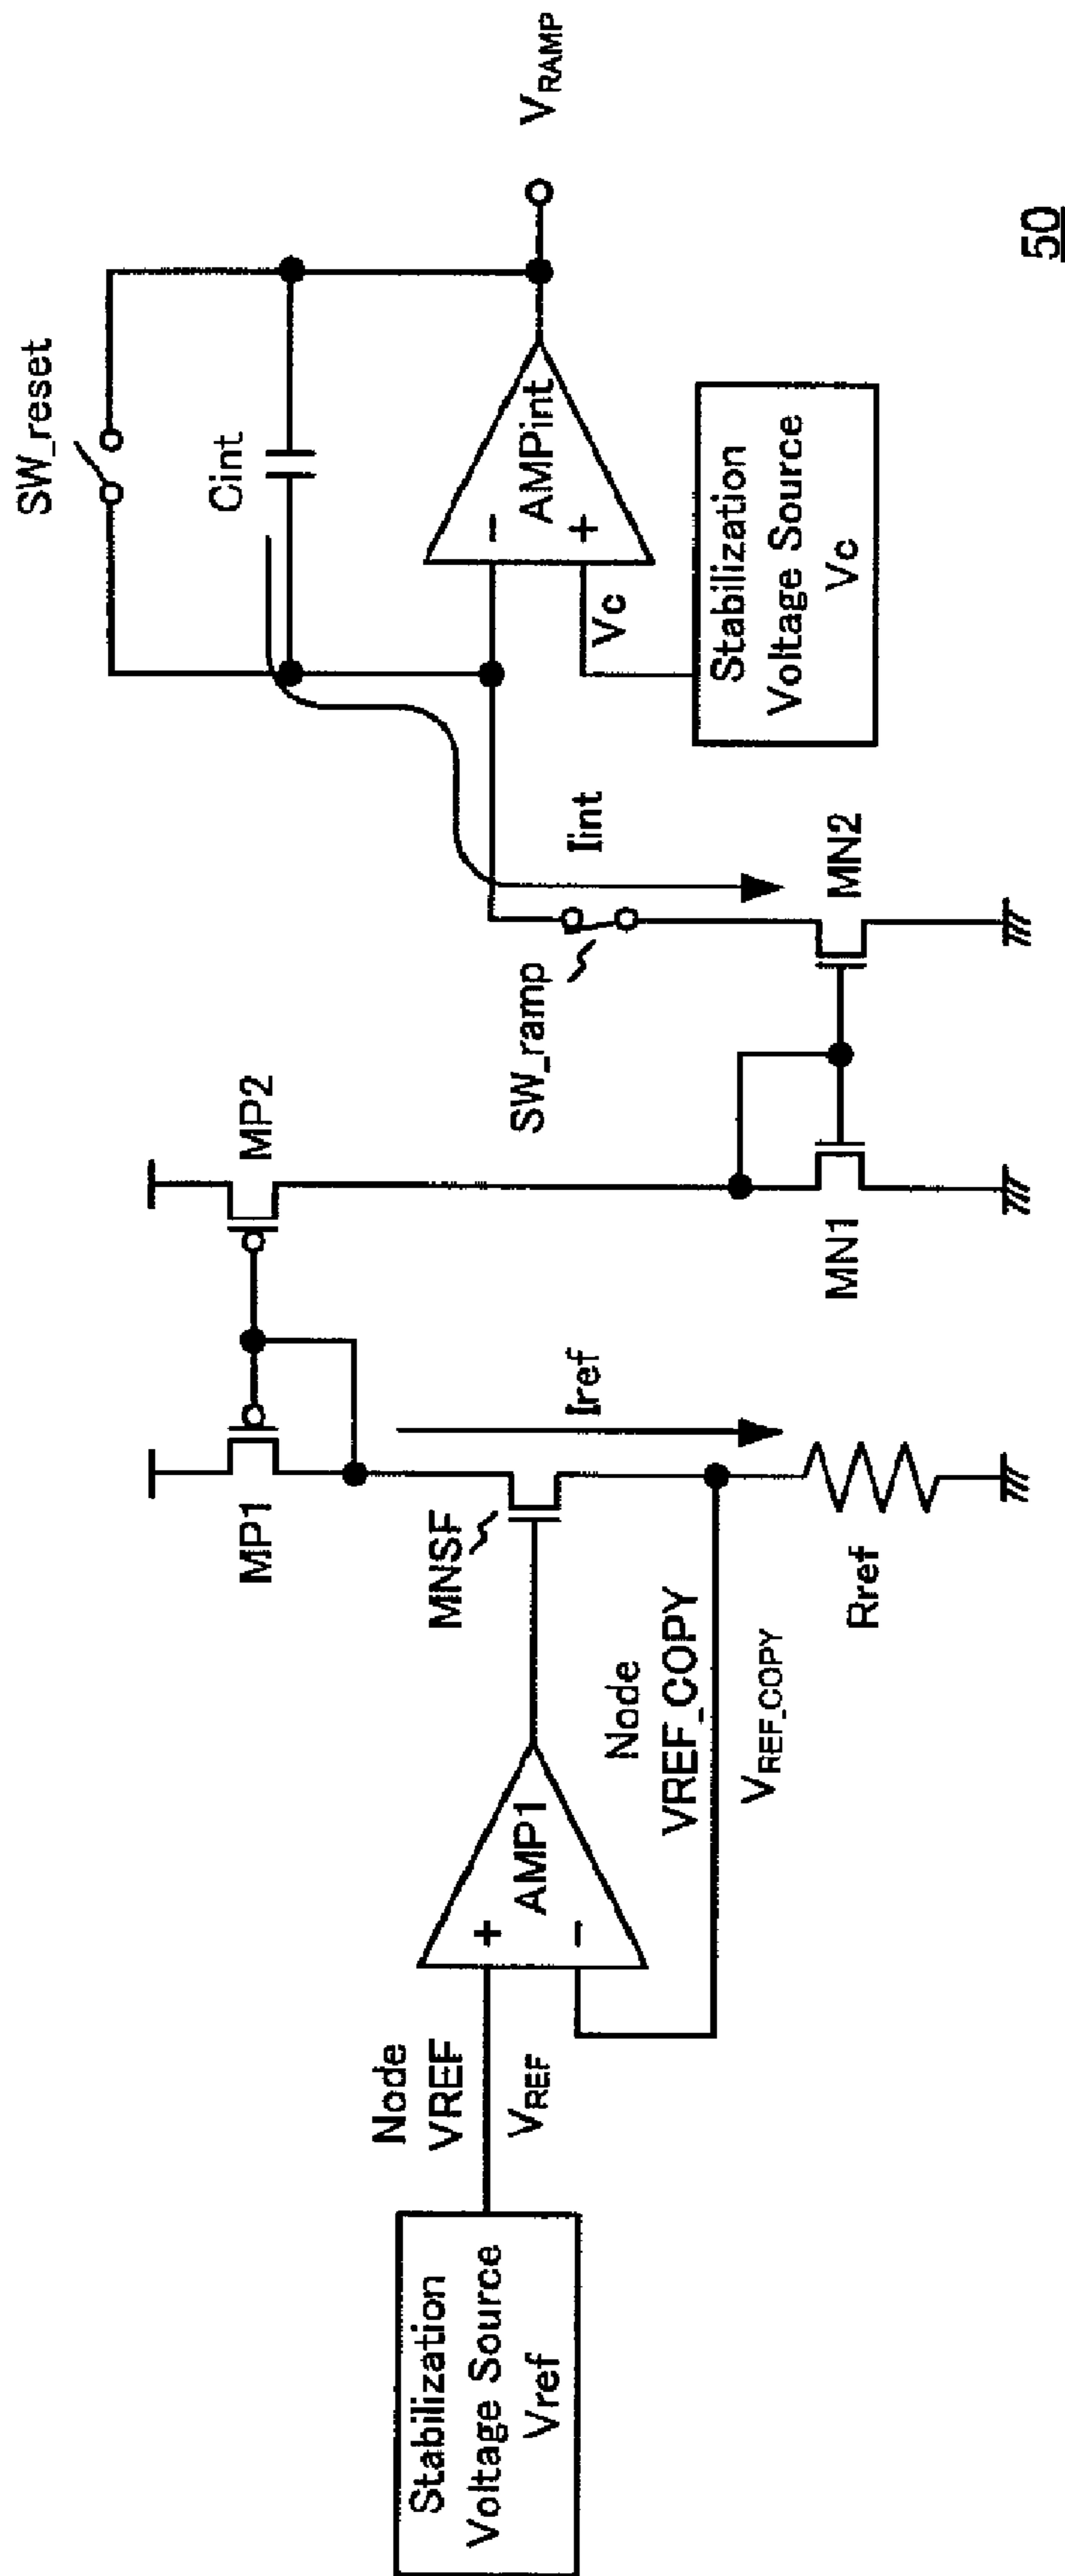 Stabilization
Voltage Source
Vref
Node
VREF
VREF
AMP1
+
-
Node
VREF_COPY
VREF_COPY
MNSF
MP1
MP2
Iref
Rref
MN1
MN2
SW_ramp
Iint
SW_reset
Cint
-
+
AMPint
Vc
Stabilization
Voltage Source
Vc
VRAMP
50